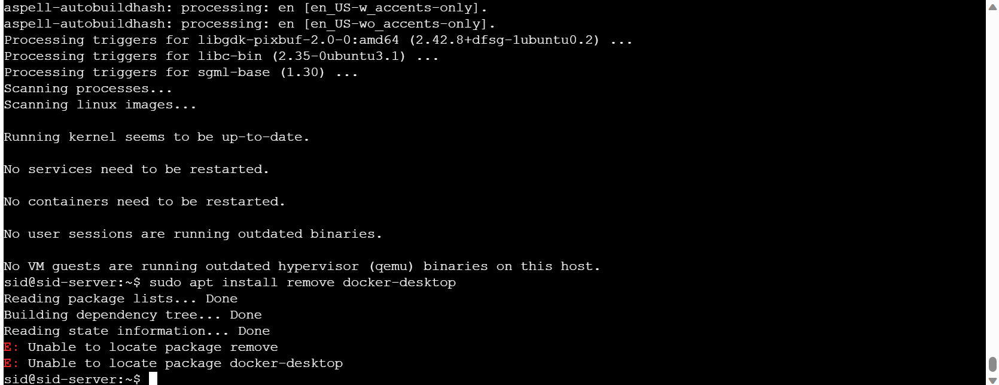 aspell-autobuildhash: processing: en [en_US-w_accents-only].
aspell-autobuildhash: processing: en [en_US-wo_accents-only].
Processing triggers for libgdk-pixbuf-2.0-0:amd64 (2.42.8+dfsg-1ubuntu0.2) ...
Processing triggers for libc-bin (2.35-0ubuntu3.1) ...
Processing triggers for sgml-base (1.30) ...
Scanning processes...
Scanning linux images...
Running kernel seems to be up-to-date.
No services need to be restarted.
No containers need to be restarted.
No user sessions are running outdated binaries.
No VM guests are running outdated hypervisor (qemu) binaries on this host.
sid@sid-server:~$ sudo apt install remove docker-desktop
Reading package lists... Done
Building dependency tree... Done
Reading state information... Done
E: Unable to locate package remove
E: Unable to locate package docker-desktop
sid@sid-server:~$